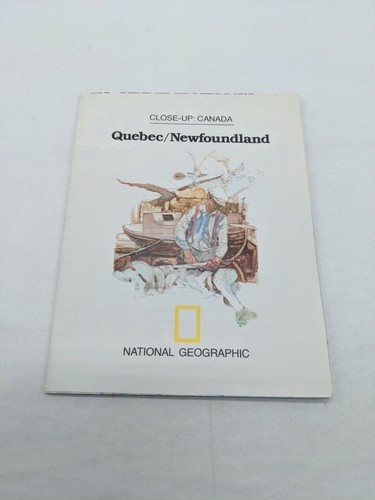 CLOSE-UP: CANADA
Quebec/Newfoundland
NATIONAL GEOGRAPHIC